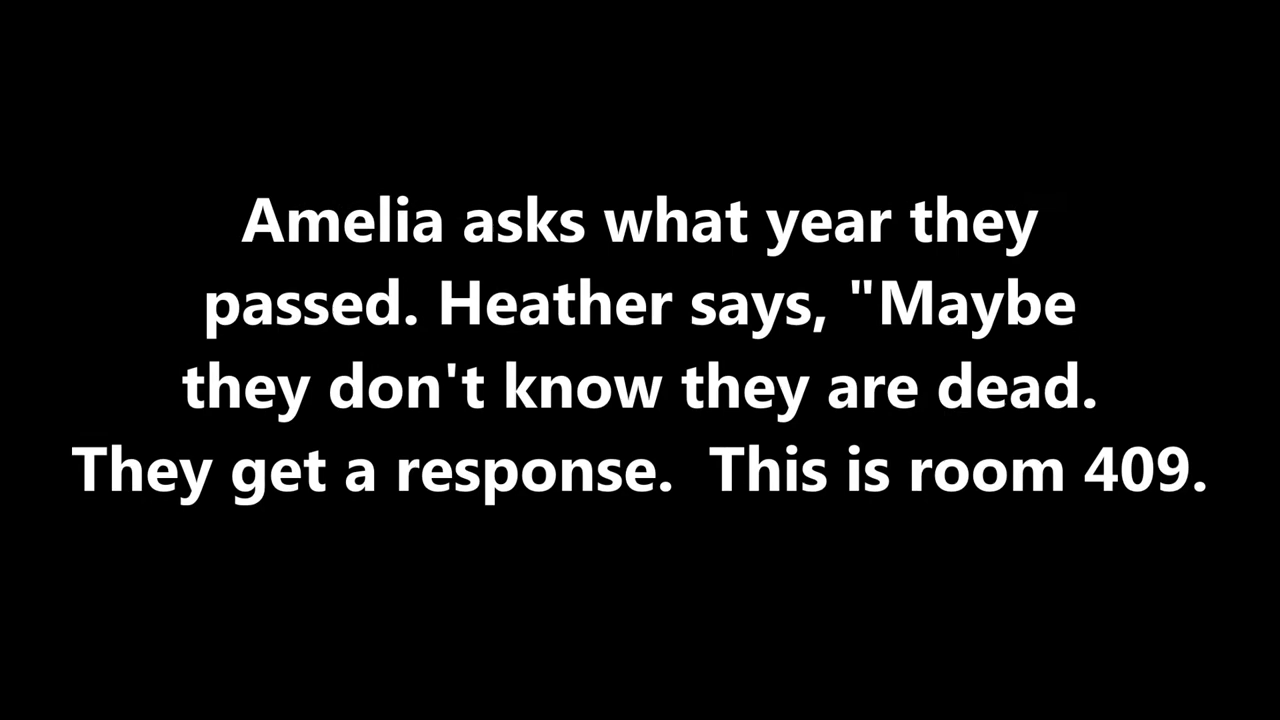 Amelia asks what year they
passed. Heather says, "Maybe
they don't know they are dead.
They get a response.  This is room 409.